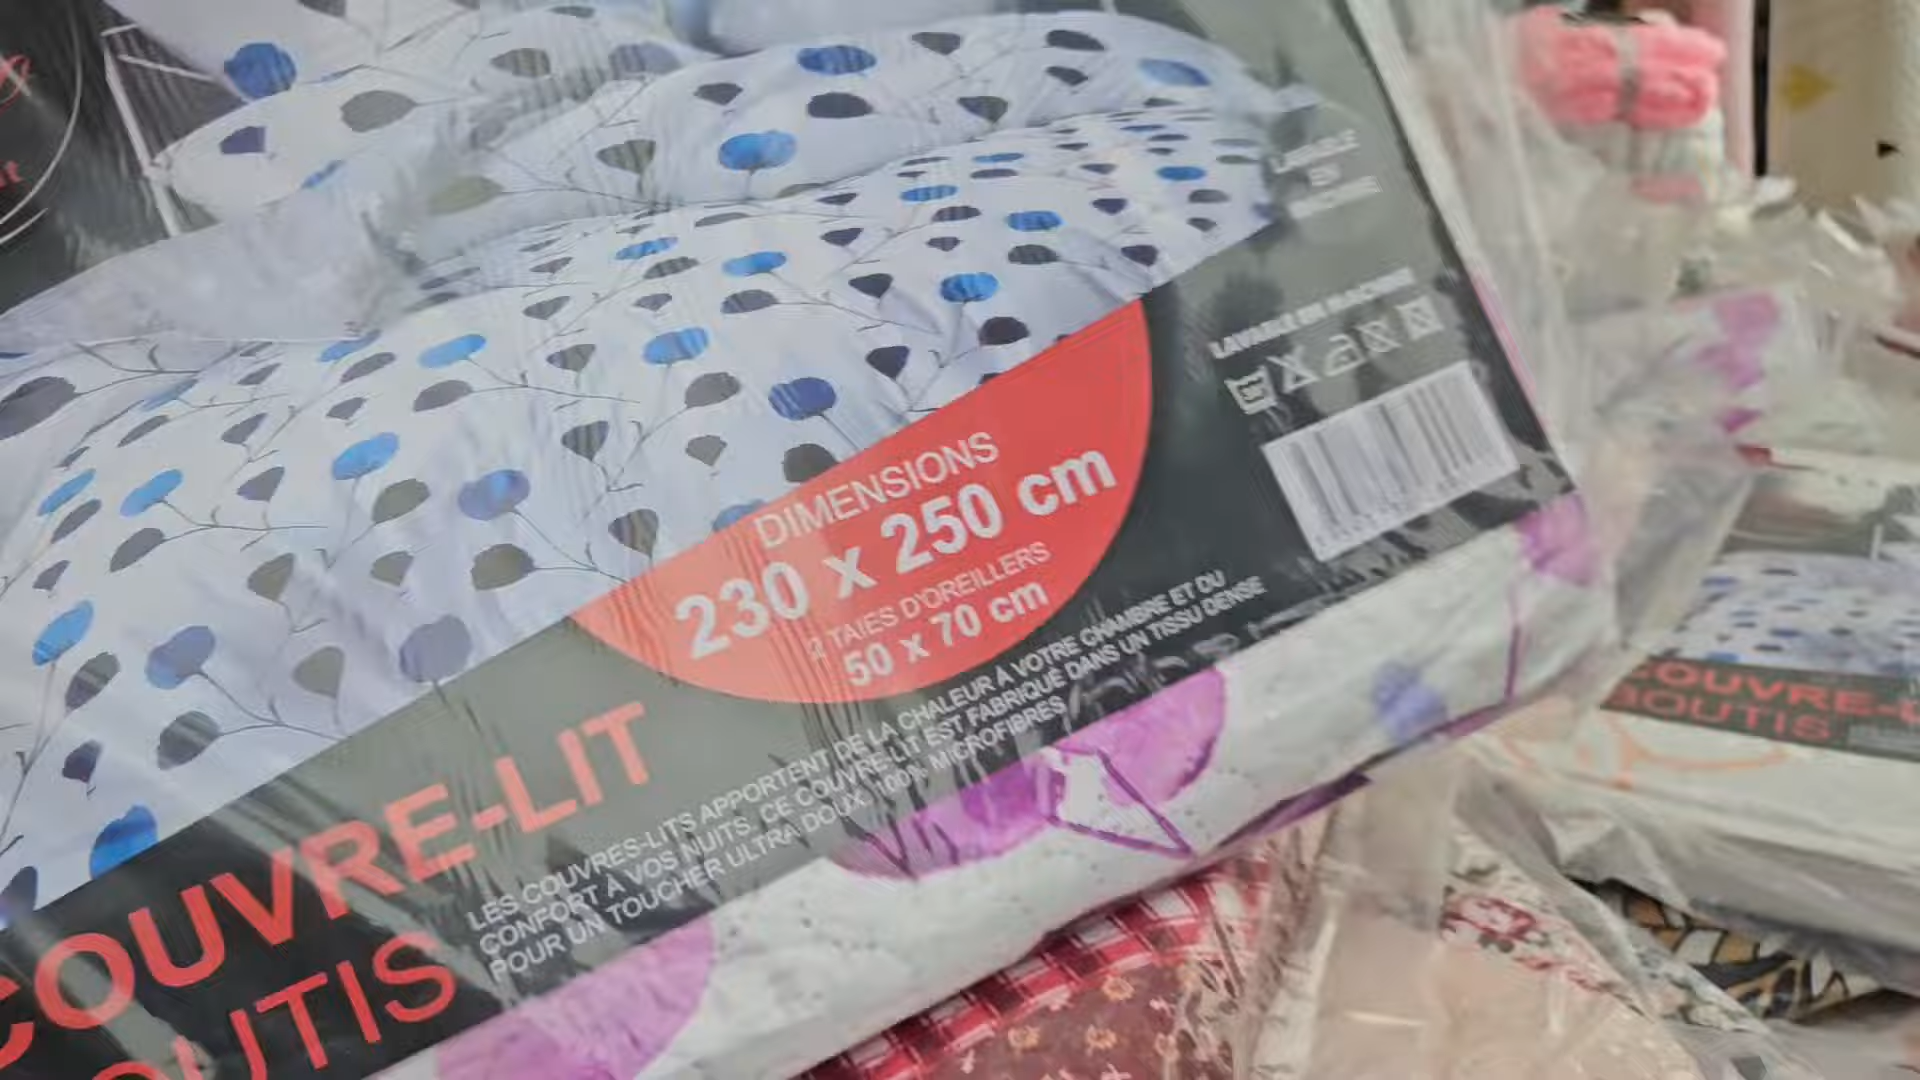 LAVABLE
EN
MACHINE
LAVABLE EN MACHINE
30°
DIMENSIONS
230 x 250 cm
2 TAIES D'OREILLERS
50 x 70 cm
COUVRE-LIT
BOUTIS
LES COUVRES-LITS APPORTENT DE LA CHALEUR À VOTRE CHAMBRE ET DU
CONFORT À VOS NUITS. CE COUVRE-LIT EST FABRIQUÉ DANS UN TISSU DENSE
POUR UN TOUCHER ULTRA DOUX. 100% MICROFIBRES
COUVRE-L
BOUTIS